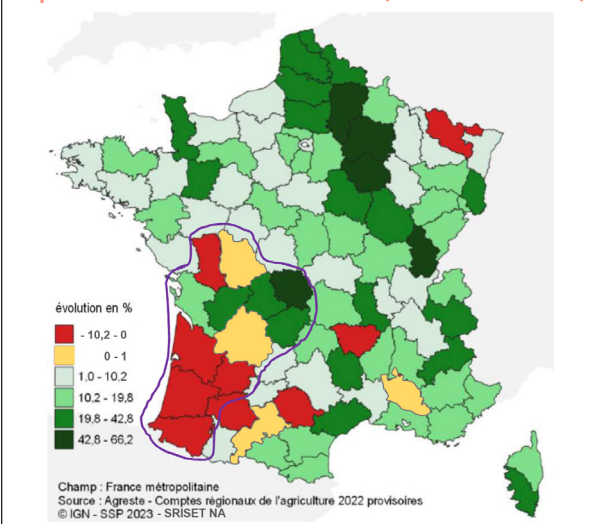 évolution en %
- 10,2 - 0
0 - 1
1,0 - 10,2
10,2 - 19,8
19,8 - 42,8
42,8 - 66,2
Champ : France métropolitaine
Source : Agreste - Comptes régionaux de l'agriculture 2022 provisoires
© IGN - SSP 2023 - SRISET NA